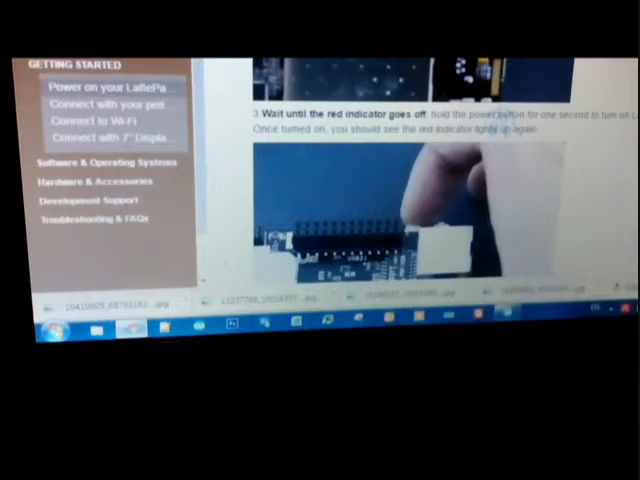 GETTING STARTED
Power on your LattePa...
Connect with your pen
Connect to Wi-Fi
Connect with 7" Displa...
Software & Operating Systems
Hardware & Accessories
Development Support
Troubleshooting & FAQs
3 Wait until the red indicator goes off, hold the power button for one second to turn on
Once turned on, you should see the red indicator lights up again.
EN